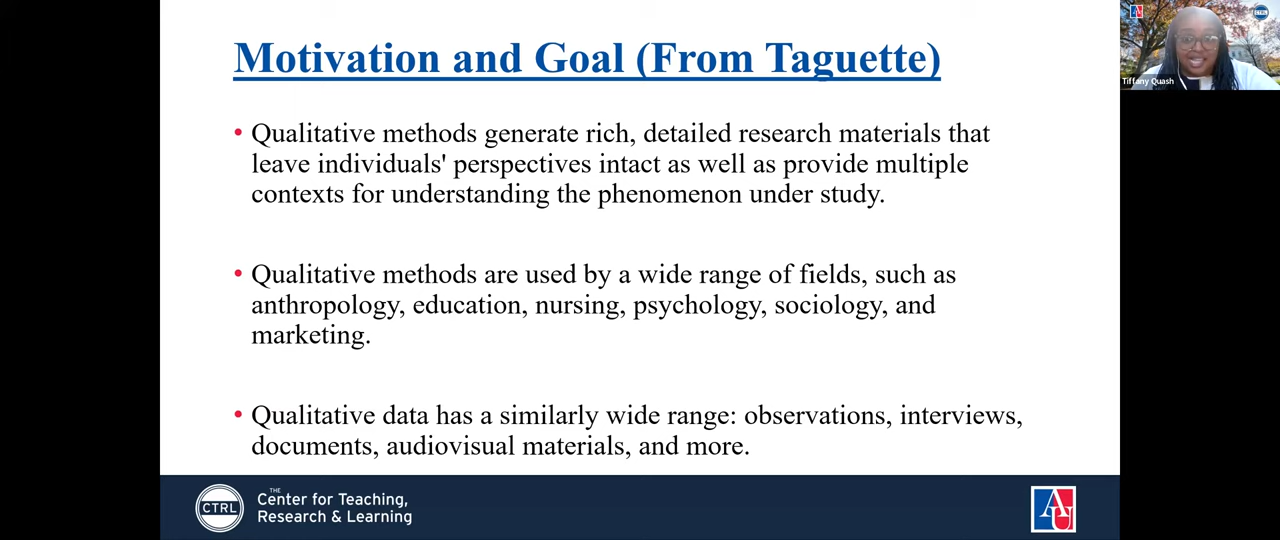 Motivation and Goal (From Taguette)
• Qualitative methods generate rich, detailed research materials that
leave individuals' perspectives intact as well as provide multiple
contexts for understanding the phenomenon under study.
• Qualitative methods are used by a wide range of fields, such as
anthropology, education, nursing, psychology, sociology, and
marketing.
• Qualitative data has a similarly wide range: observations, interviews,
documents, audiovisual materials, and more.
CTRL
THE
Center for Teaching,
Research & Learning
AU
AU
CTRL
Tiffany Quash